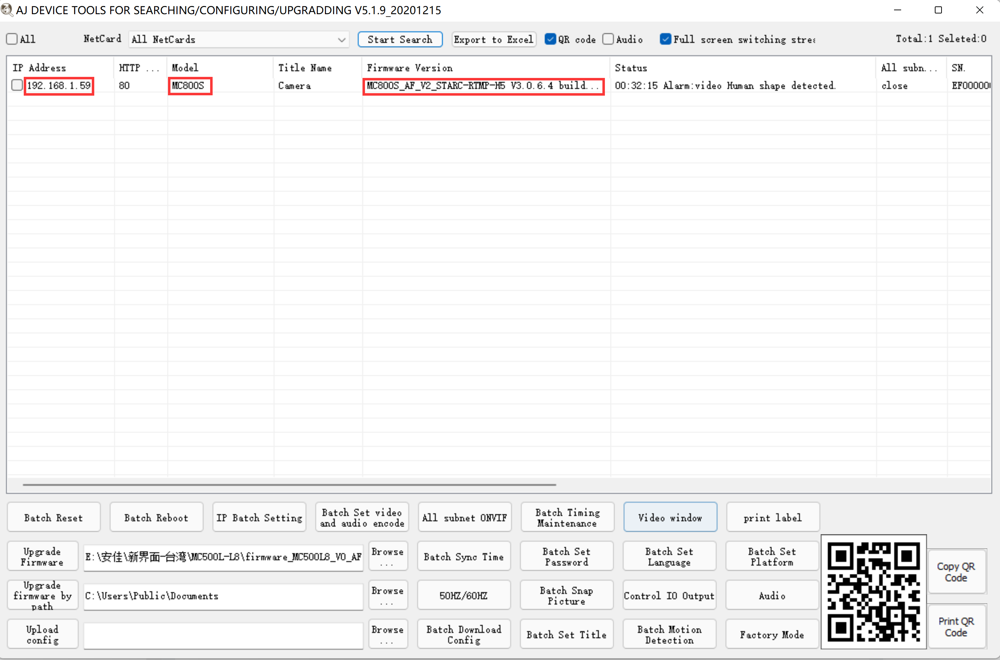 AJ DEVICE TOOLS FOR SEARCHING/CONFIGURING/UPGRADDING V5.1.9_20201215
All NetCard All NetCards Start Search Export to Excel QR code Audio Full screen switching Total:1 Seleted:0
IP Address HTTP ... Model Title Name Firmware Version Status All subn... SN.
192.168.1.59 80 MC800S Camera MC800S_AF_V2_STARC-RTMP-H5 V3.0.6.4 build... 00:32:15 Alarm:video Human shape detected. close EF00000
Batch Reset Batch Reboot IP Batch Setting Batch Set video and audio encode All subnet ONVIF Batch Timing Maintenance Video window print label
Upgrade Firmware E:\安佳\新界面-台湾\MC500L-L8\firmware_MC500L8_V0_AF Browse ... Batch Sync Time Batch Set Password Batch Set Language Batch Set Platform
Copy QR Code
Upgrade firmware by path C:\Users\Public\Documents Browse ... 50HZ/60HZ Batch Snap Picture Control IO Output Audio
Print QR Code
Upload config Browse ... Batch Download Config Batch Set Title Batch Motion Detection Factory Mode